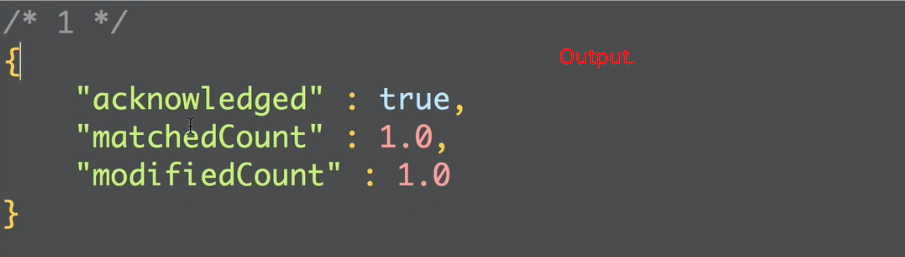 /* 1 */
{
Output.
"acknowledged" : true,
"matchedCount" : 1.0,
"modifiedCount" : 1.0
}